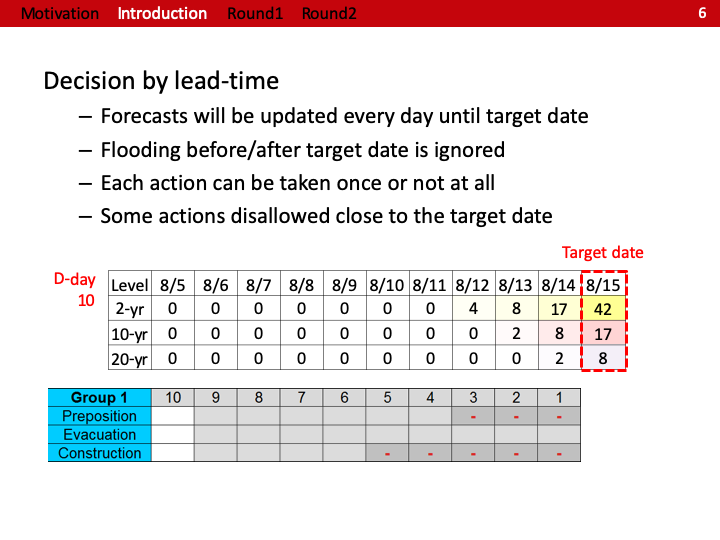 Motivation Introduction Round1 Round2 6
Decision by lead-time
– Forecasts will be updated every day until target date
– Flooding before/after target date is ignored
– Each action can be taken once or not at all
– Some actions disallowed close to the target date
Target date
D-day
10
Level 8/5 8/6 8/7 8/8 8/9 8/10 8/11 8/12 8/13 8/14 8/15
2-yr 0 0 0 0 0 0 0 4 8 17 42
10-yr 0 0 0 0 0 0 0 0 2 8 17
20-yr 0 0 0 0 0 0 0 0 0 2 8
Group 1 10 9 8 7 6 5 4 3 2 1
Preposition - - -
Evacuation
Construction - - - - -